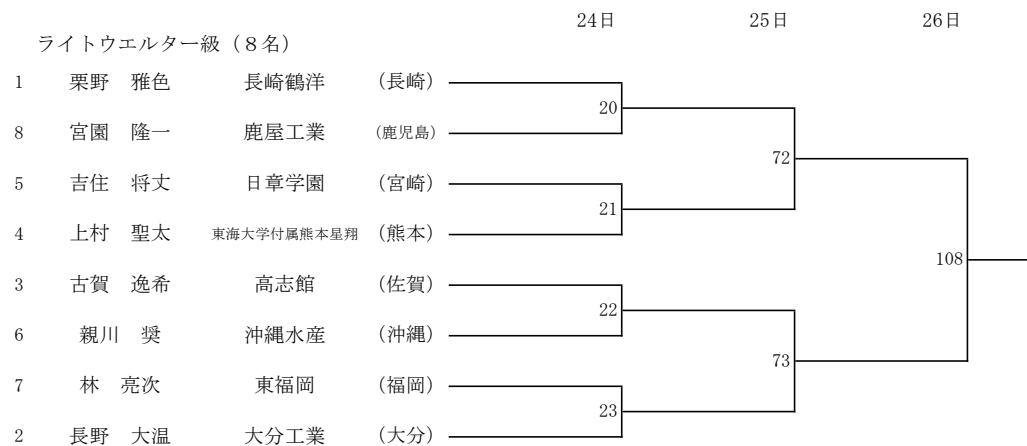 24日 25日 26日
ライトウエルター級（８名）
1 栗野 雅色 長崎鶴洋 （長崎）
20
8 宮園 隆一 鹿屋工業 （鹿児島）
72
5 吉住 将丈 日章学園 （宮崎）
21
4 上村 聖太 東海大学付属熊本星翔 （熊本）
108
3 古賀 逸希 高志館 （佐賀）
22
6 親川 奨 沖縄水産 （沖縄）
73
7 林 亮次 東福岡 （福岡）
23
2 長野 大温 大分工業 （大分）